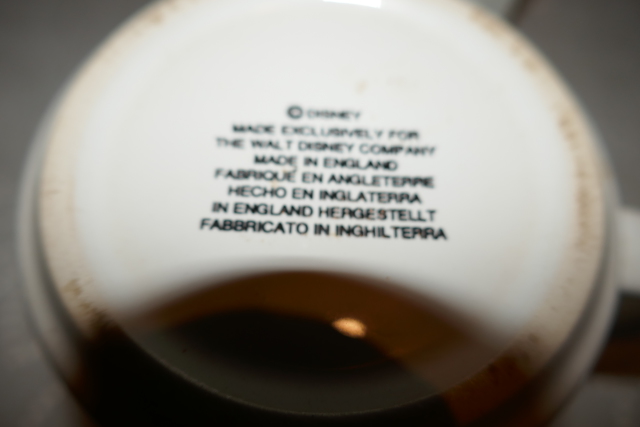 © DISNEY
MADE EXCLUSIVELY FOR
THE WALT DISNEY COMPANY
MADE IN ENGLAND
FABRIQUÉ EN ANGLETERRE
HECHO EN INGLATERRA
IN ENGLAND HERGESTELLT
FABBRICATO IN INGHILTERRA